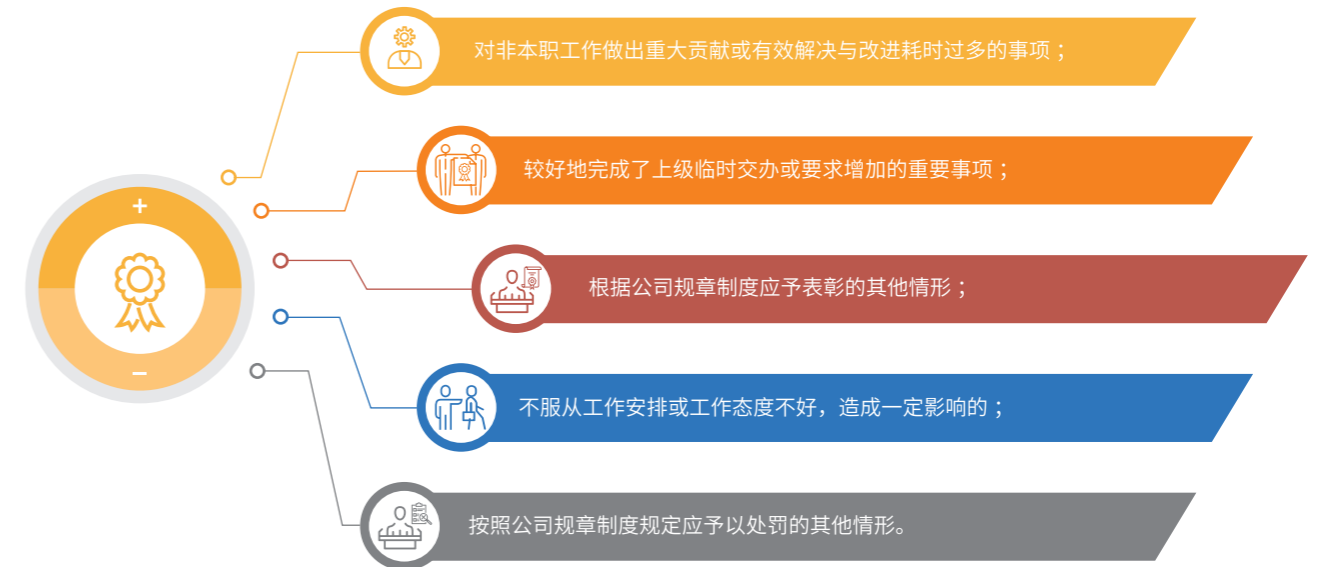 对非本职工作做出重大贡献或有效解决与改进耗时过多的事项；
+
较好地完成了上级临时交办或要求增加的重要事项；
根据公司规章制度应予表彰的其他情形；
−
不服从工作安排或工作态度不好，造成一定影响的；
按照公司规章制度规定应予以处罚的其他情形。